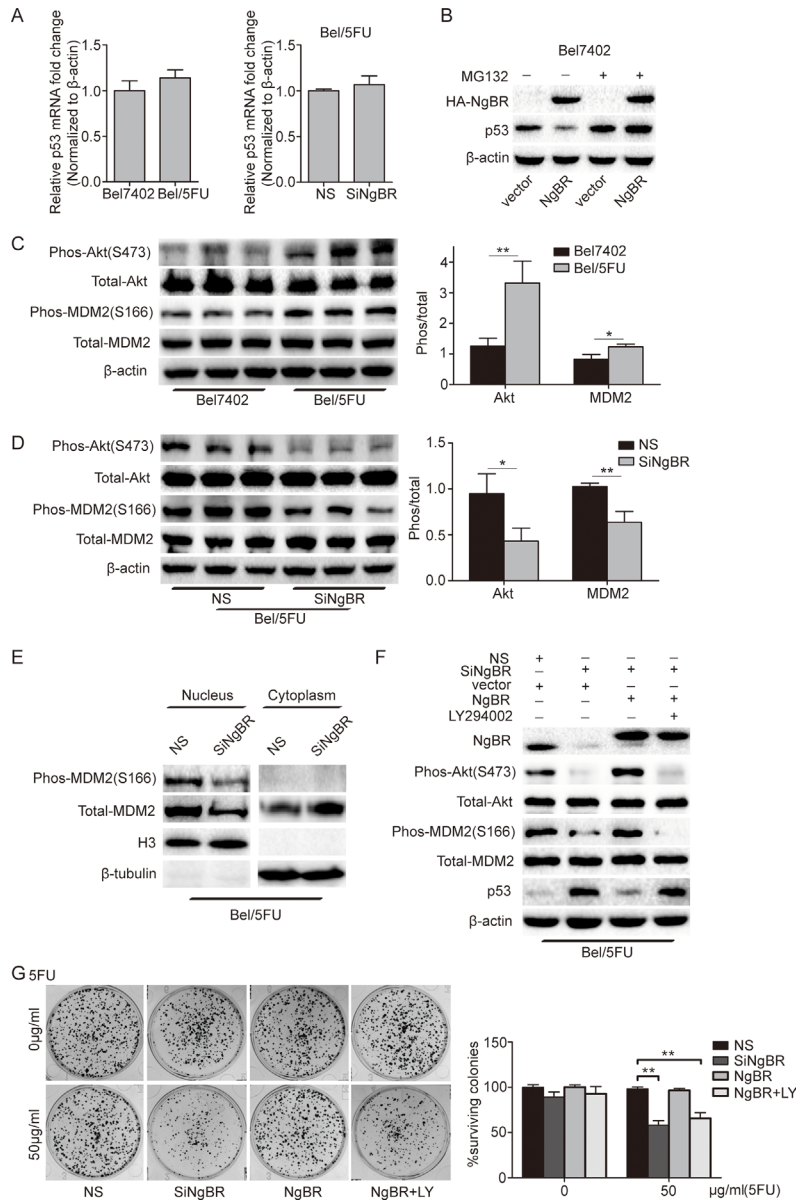 A
Relative p53 mRNA fold change
(Normalized to β-actin)
1.5
1.0
0.5
0.0
Bel7402 Bel/5FU
Bel/5FU
Relative p53 mRNA fold change
(Normalized to β-actin)
1.5
1.0
0.5
0.0
NS SiNgBR
B
Bel7402
MG132 − − + +
HA-NgBR
p53
β-actin
vector NgBR vector NgBR
C
Phos-Akt(S473)
Total-Akt
Phos-MDM2(S166)
Total-MDM2
β-actin
Bel7402 Bel/5FU
Phos/total
4
3
2
1
0
** *
Bel7402
Bel/5FU
Akt MDM2
D
Phos-Akt(S473)
Total-Akt
Phos-MDM2(S166)
Total-MDM2
β-actin
NS SiNgBR
Bel/5FU
Phos/total
1.5
1.0
0.5
0.0
* **
NS
SiNgBR
Akt MDM2
E
Nucleus Cytoplasm
NS SiNgBR NS SiNgBR
Phos-MDM2(S166)
Total-MDM2
H3
β-tubulin
Bel/5FU
F
NS + − − −
SiNgBR − + + +
vector + + − −
NgBR − − + +
LY294002 − − − +
NgBR
Phos-Akt(S473)
Total-Akt
Phos-MDM2(S166)
Total-MDM2
p53
β-actin
Bel/5FU
G 5FU
0μg/ml
50μg/ml
NS SiNgBR NgBR NgBR+LY
%surviving colonies
150
100
50
0
** **
NS
SiNgBR
NgBR
NgBR+LY
0 50 μg/ml(5FU)